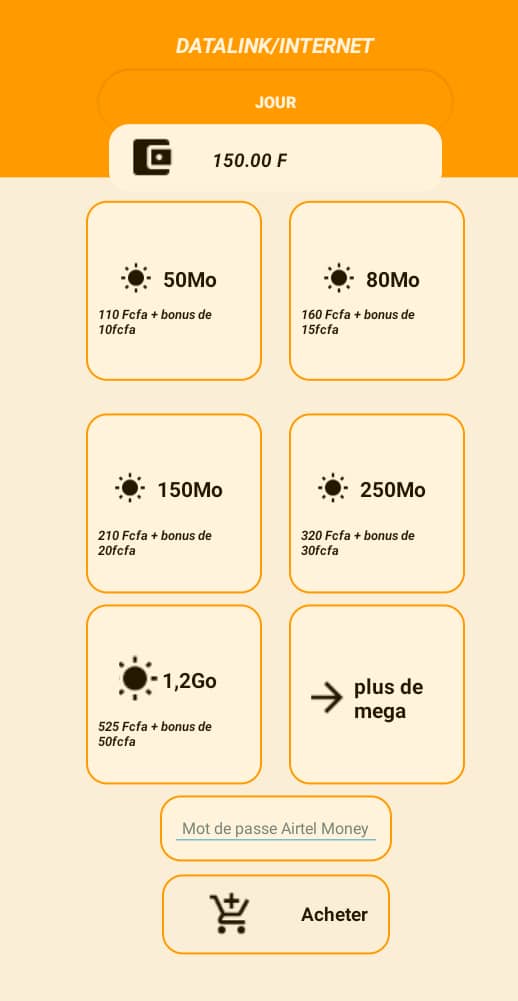 DATALINK/INTERNET
JOUR
150.00 F
50Mo
110 Fcfa + bonus de
10fcfa
80Mo
160 Fcfa + bonus de
15fcfa
150Mo
210 Fcfa + bonus de
20fcfa
250Mo
320 Fcfa + bonus de
30fcfa
1,2Go
525 Fcfa + bonus de
50fcfa
plus de
mega
Mot de passe Airtel Money
Acheter